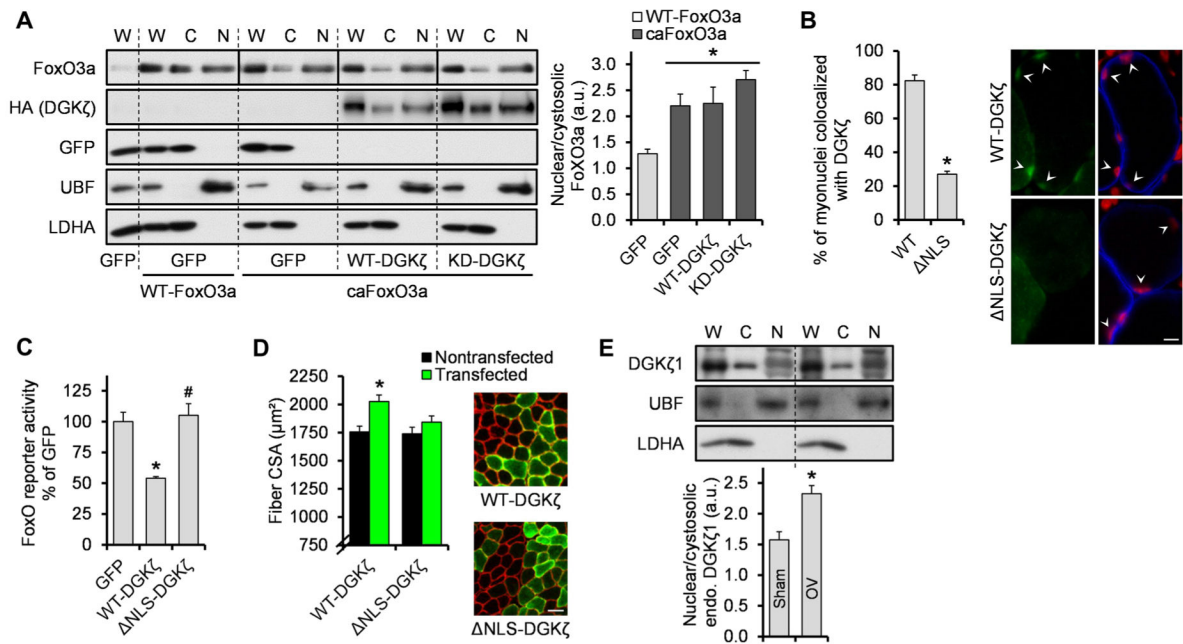 A
W W C N W C N W C N W C N
FoxO3a
HA (DGKζ)
GFP
UBF
LDHA
GFP GFP GFP WT-DGKζ KD-DGKζ
WT-FoxO3a caFoxO3a
WT-FoxO3a
caFoxO3a
*
Nuclear/cystosolic
FoXO3a (a.u.)
3.0
2.5
2.0
1.5
1.0
0.5
0.0
GFP
GFP
WT-DGKζ
KD-DGKζ
B
% of myonuclei colocalized
with DGKζ
100
80
60
40
20
0
*
WT
ΔNLS
WT-DGKζ
ΔNLS-DGKζ
C
FoxO reporter activity
% of GFP
125
100
75
50
25
0
*
#
GFP
WT-DGKζ
ΔNLS-DGKζ
D
Nontransfected
Transfected
Fiber CSA (µm²)
2250
2000
1750
1500
1250
1000
750
*
WT-DGKζ
ΔNLS-DGKζ
WT-DGKζ
ΔNLS-DGKζ
E
W C N W C N
DGKζ1
UBF
LDHA
Nuclear/cystosolic
endo. DGKζ1 (a.u.)
2.5
2.0
1.5
1.0
0.5
0.0
*
Sham
OV